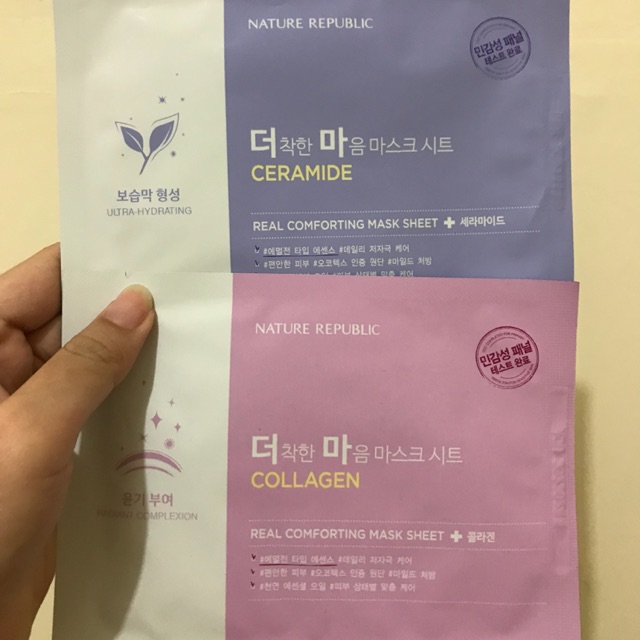 NATURE REPUBLIC
민감성 패널
테스트 완료
더 착한 마음 마스크 시트
CERAMIDE
보습막 형성
ULTRA-HYDRATING
REAL COMFORTING MASK SHEET + 세라마이드
#에멀전 타입 에센스 #데일리 저자극 케어
#편안한 피부 #오코텍스 인증 원단 #마일드 처방
NATURE REPUBLIC
민감성 패널
테스트 완료
더 착한 마음 마스크 시트
COLLAGEN
윤기 부여
RADIANT COMPLEXION
REAL COMFORTING MASK SHEET + 콜라겐
#에멀전 타입 에센스 #데일리 저자극 케어
#편안한 피부 #오코텍스 인증 원단 #마일드 처방
#천연 에센셜 오일 #피부 상태별 맞춤 케어